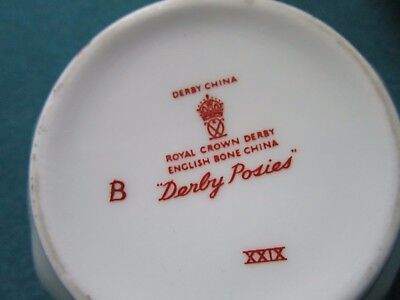 DERBY CHINA
ROYAL CROWN DERBY
ENGLISH BONE CHINA
B "Derby Posies"
XXIX